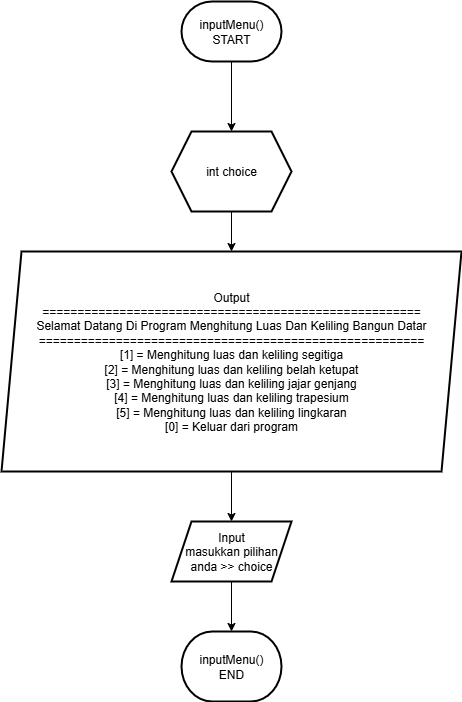 inputMenu()
START
int choice
Output
======================================================
Selamat Datang Di Program Menghitung Luas Dan Keliling Bangun Datar
=======================================================
[1] = Menghitung luas dan keliling segitiga
[2] = Menghitung luas dan keliling belah ketupat
[3] = Menghitung luas dan keliling jajar genjang
[4] = Menghitung luas dan keliling trapesium
[5] = Menghitung luas dan keliling lingkaran
[0] = Keluar dari program
Input
masukkan pilihan
anda >> choice
inputMenu()
END